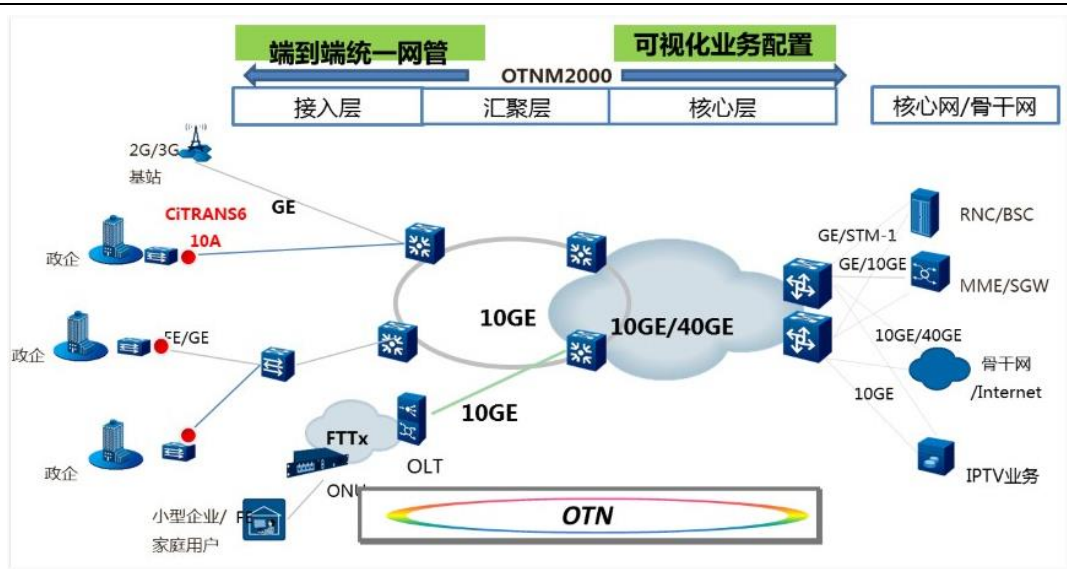 端到端统一网管
可视化业务配置
OTNM2000
接入层
汇聚层
核心层
核心网/骨干网
2G/3G
基站
GE
CiTRANS6
10A
政企
GE/STM-1
RNC/BSC
GE/10GE
MME/SGW
FE/GE
10GE
10GE/40GE
10GE/40GE
政企
骨干网
/Internet
10GE
10GE
FTTx
OLT
政企
ONU
IPTV业务
小型企业/
FE
家庭用户
OTN